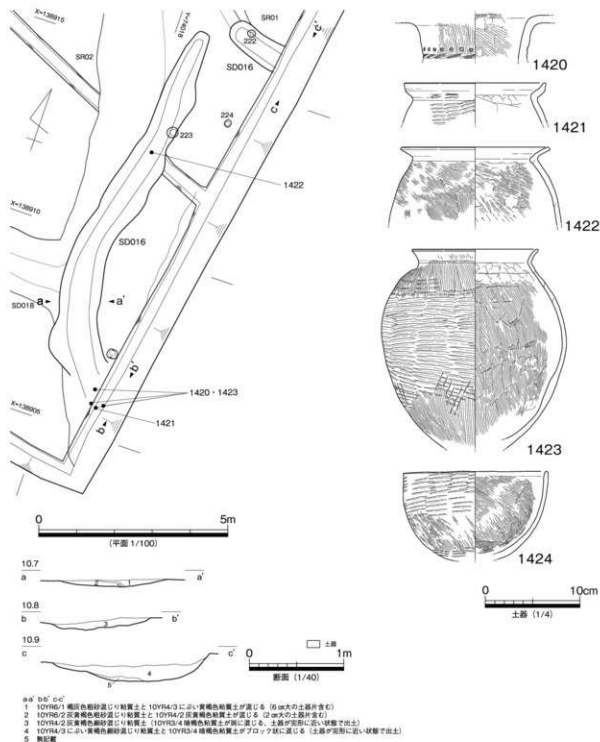 X=138915
SR02
Y=74016
SR01
222
SD016
c'
c
224
223
1422
X=138910
SD016
a
a'
SD018
b'
1420・1423
X=138905
1421
b
0 5m
(平面 1/100)
10.7
a a'
2 1
10.8
b b'
3
10.9
c c'
4
5
土器
0 1m
断面 (1/40)
a-a' b-b' c-c'
1 10YR6/1 褐灰色粗砂混じり粘質土と10YR4/3にぶい黄褐色粘質土が混じる(6㎝大の土器片含む)
2 10YR6/2 灰黄褐色粗砂混じり粘質土と10YR4/2 灰黄褐色粘質土が混じる(2㎝大の土器片含む)
3 10YR4/2 灰黄褐色細砂混じり粘質土(10YR3/4 暗褐色粘質土が斑に混じる、土器が完形に近い状態で出土)
4 10YR4/3にぶい黄褐色細砂混じり粘質土と10YR3/4 暗褐色粘質土がブロック状に混じる(土器が完形に近い状態で出土)
5 無記載
1420
1421
1422
1423
1424
0 10cm
土器(1/4)